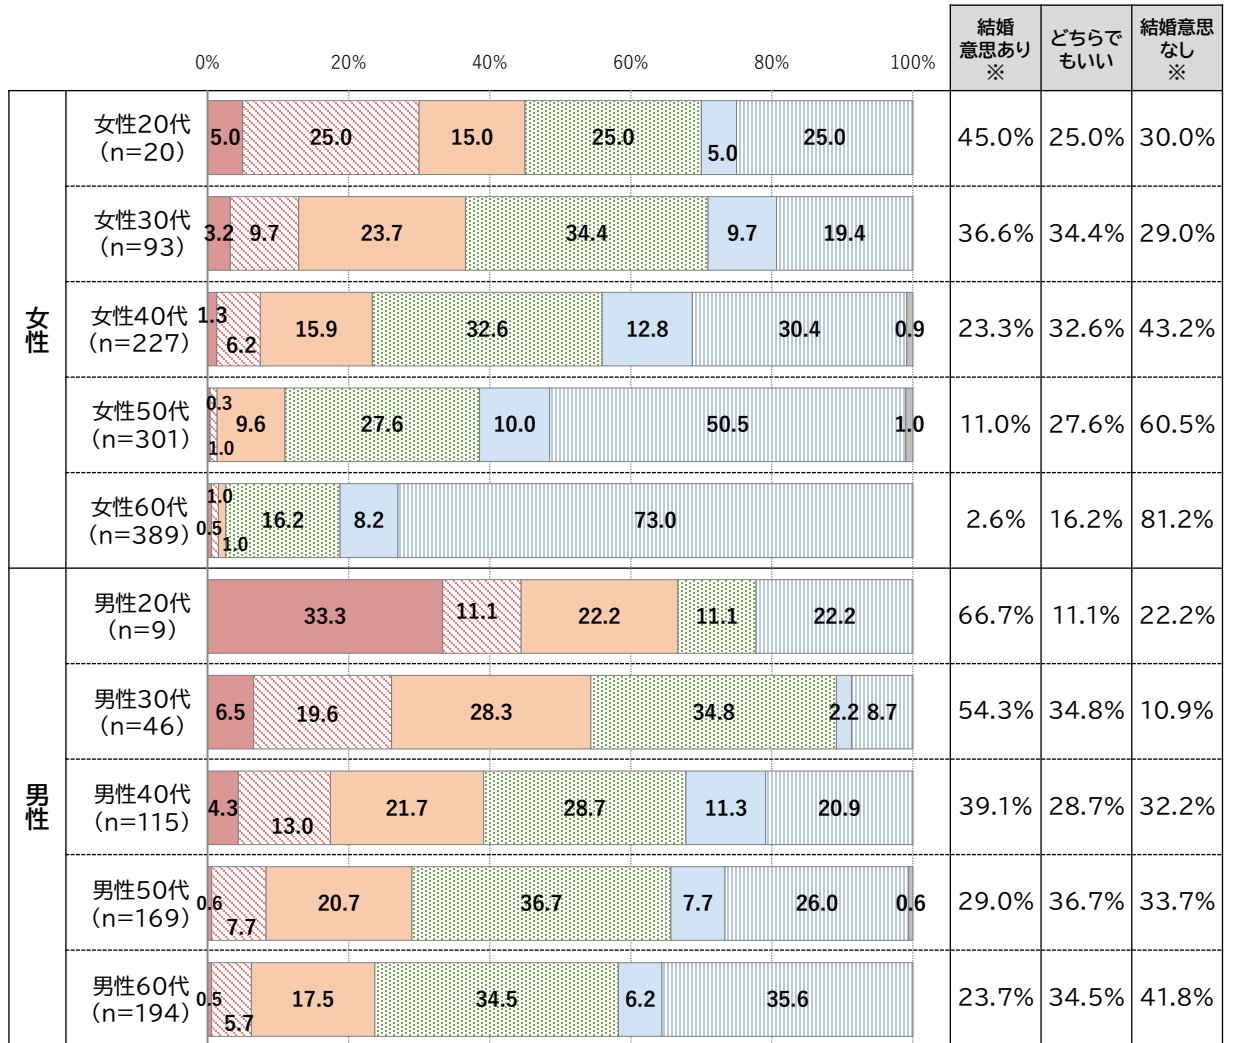 0% 20% 40% 60% 80% 100%
結婚
意思あり
※
どちらで
もいい
結婚意思
なし
※
女性
女性20代
(n=20)
5.0 25.0 15.0 25.0 5.0 25.0
45.0% 25.0% 30.0%
女性30代
(n=93)
3.2 9.7 23.7 34.4 9.7 19.4
36.6% 34.4% 29.0%
女性40代
(n=227)
1.3 6.2 15.9 32.6 12.8 30.4 0.9
23.3% 32.6% 43.2%
女性50代
(n=301)
0.3 1.0 9.6 27.6 10.0 50.5 1.0
11.0% 27.6% 60.5%
女性60代
(n=389)
0.5 1.0 1.0 16.2 8.2 73.0
2.6% 16.2% 81.2%
男性
男性20代
(n=9)
33.3 11.1 22.2 11.1 22.2
66.7% 11.1% 22.2%
男性30代
(n=46)
6.5 19.6 28.3 34.8 2.2 8.7
54.3% 34.8% 10.9%
男性40代
(n=115)
4.3 13.0 21.7 28.7 11.3 20.9
39.1% 28.7% 32.2%
男性50代
(n=169)
0.6 7.7 20.7 36.7 7.7 26.0 0.6
29.0% 36.7% 33.7%
男性60代
(n=194)
0.5 5.7 17.5 34.5 6.2 35.6
23.7% 34.5% 41.8%